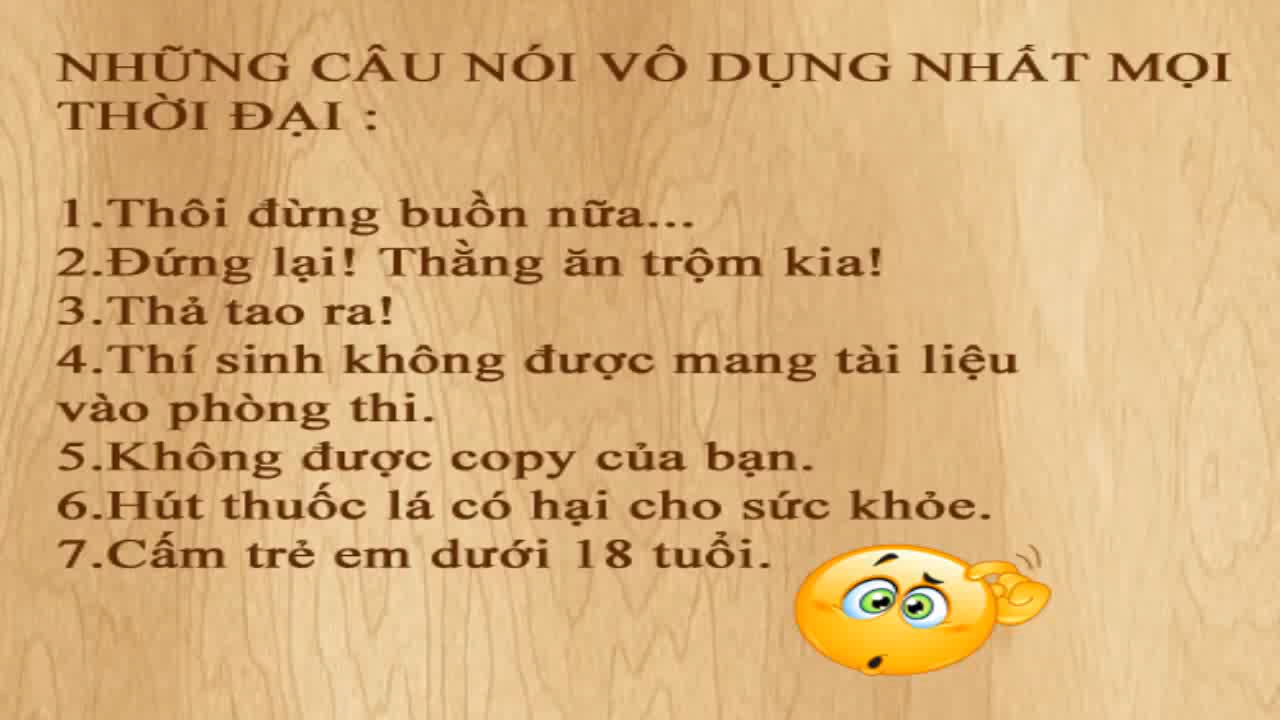 NHỮNG CÂU NÓI VÔ DỤNG NHẤT MỌI
THỜI ĐẠI :
1.Thôi đừng buồn nữa...
2.Đứng lại! Thằng ăn trộm kia!
3.Thả tao ra!
4.Thí sinh không được mang tài liệu
vào phòng thi.
5.Không được copy của bạn.
6.Hút thuốc lá có hại cho sức khỏe.
7.Cấm trẻ em dưới 18 tuổi.